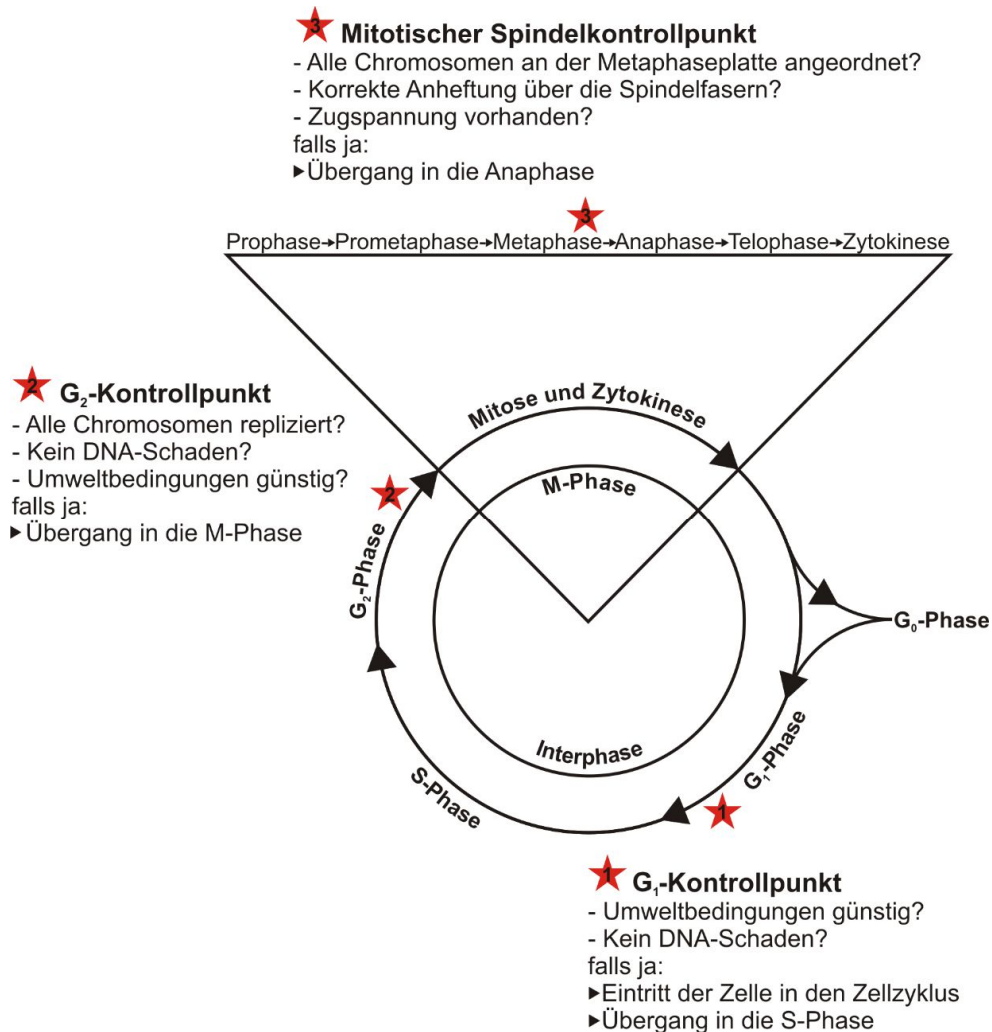 3 Mitotischer Spindelkontrollpunkt
- Alle Chromosomen an der Metaphaseplatte angeordnet?
- Korrekte Anheftung über die Spindelfasern?
- Zugspannung vorhanden?
falls ja:
▸Übergang in die Anaphase
3
Prophase→Prometaphase→Metaphase→Anaphase→Telophase→Zytokinese
2 G₂-Kontrollpunkt
- Alle Chromosomen repliziert?
- Kein DNA-Schaden?
- Umweltbedingungen günstig?
falls ja:
▸Übergang in die M-Phase
Mitose und Zytokinese
M-Phase
2
G₂-Phase
G₀-Phase
Interphase
G₁-Phase
S-Phase
1
1 G₁-Kontrollpunkt
- Umweltbedingungen günstig?
- Kein DNA-Schaden?
falls ja:
▸Eintritt der Zelle in den Zellzyklus
▸Übergang in die S-Phase